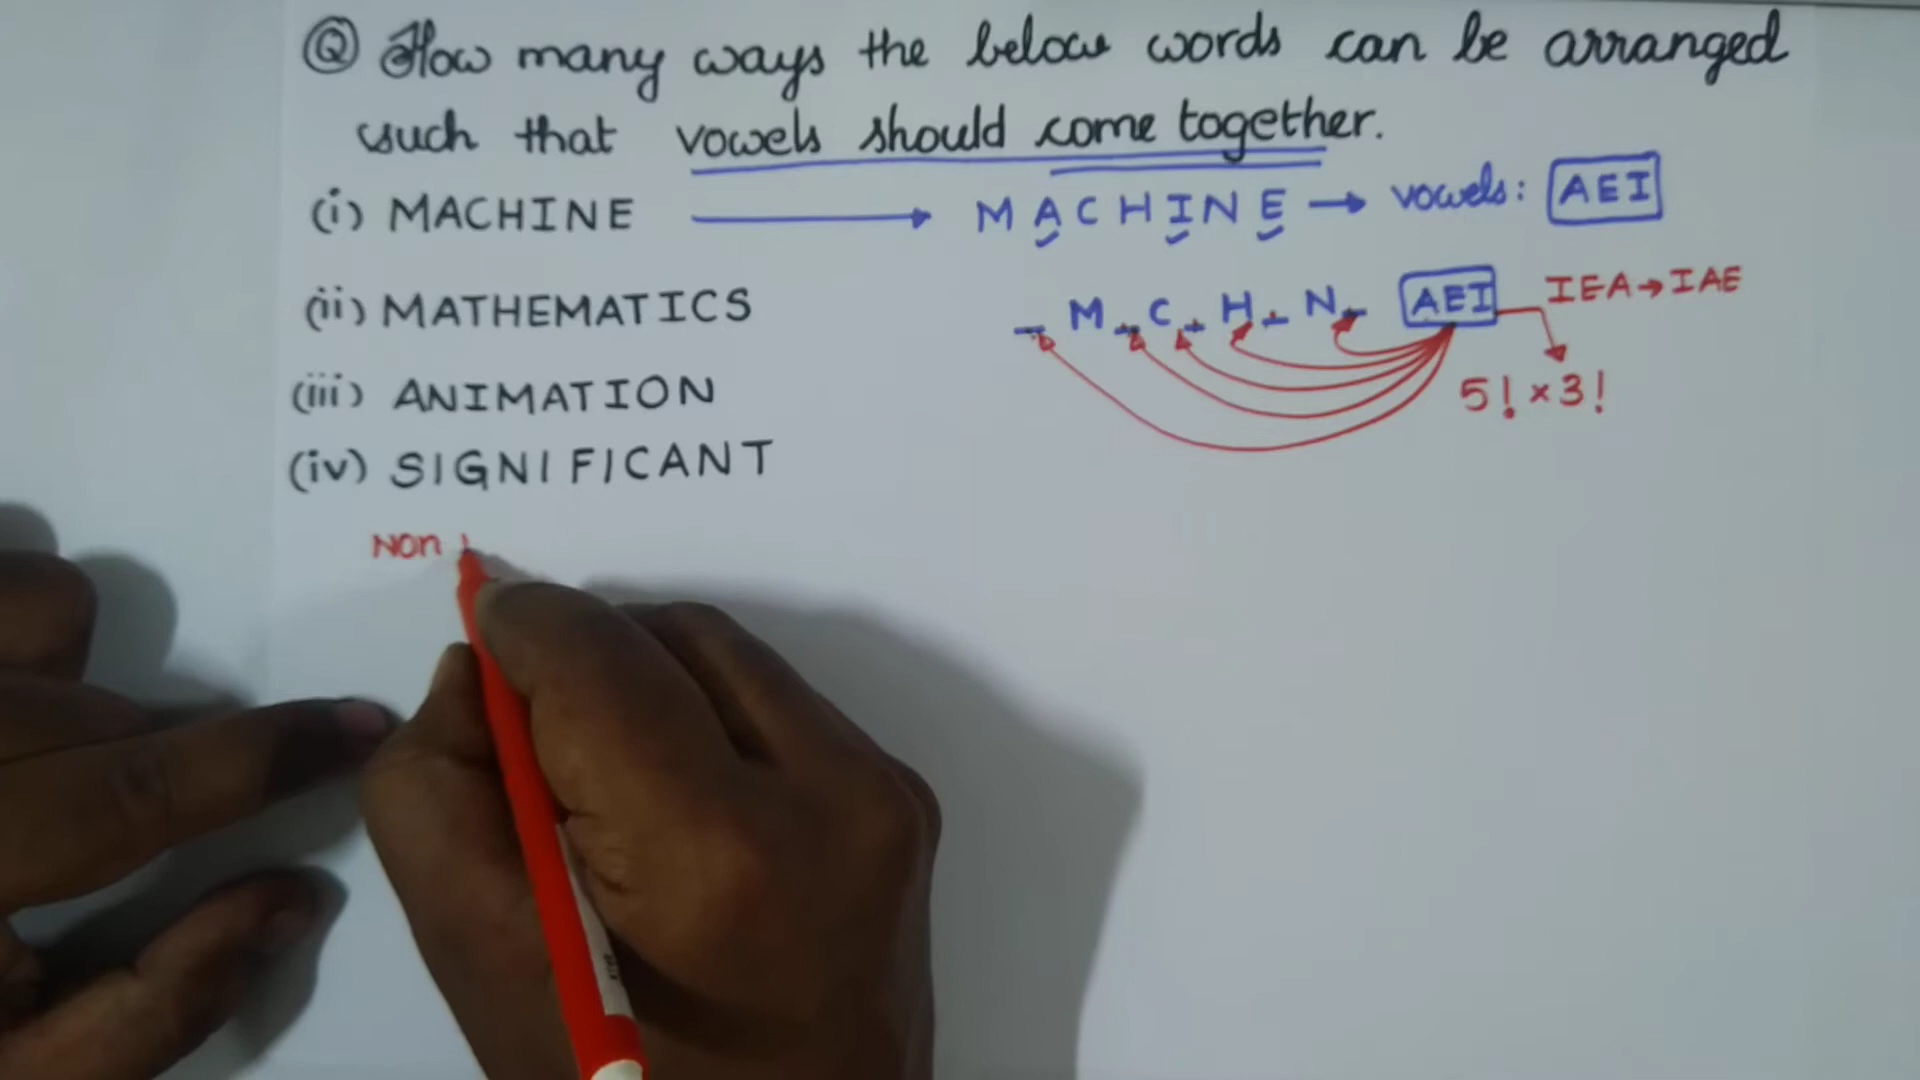 Q How many ways the below words can be arranged
such that vowels should come together.
(i) MACHINE → MACHINE → vowels: AEI
(ii) MATHEMATICS
_ M _ C _ H _ N _ AEI IEA → IAE
5! × 3!
(iii) ANIMATION
(iv) SIGNIFICANT
Non